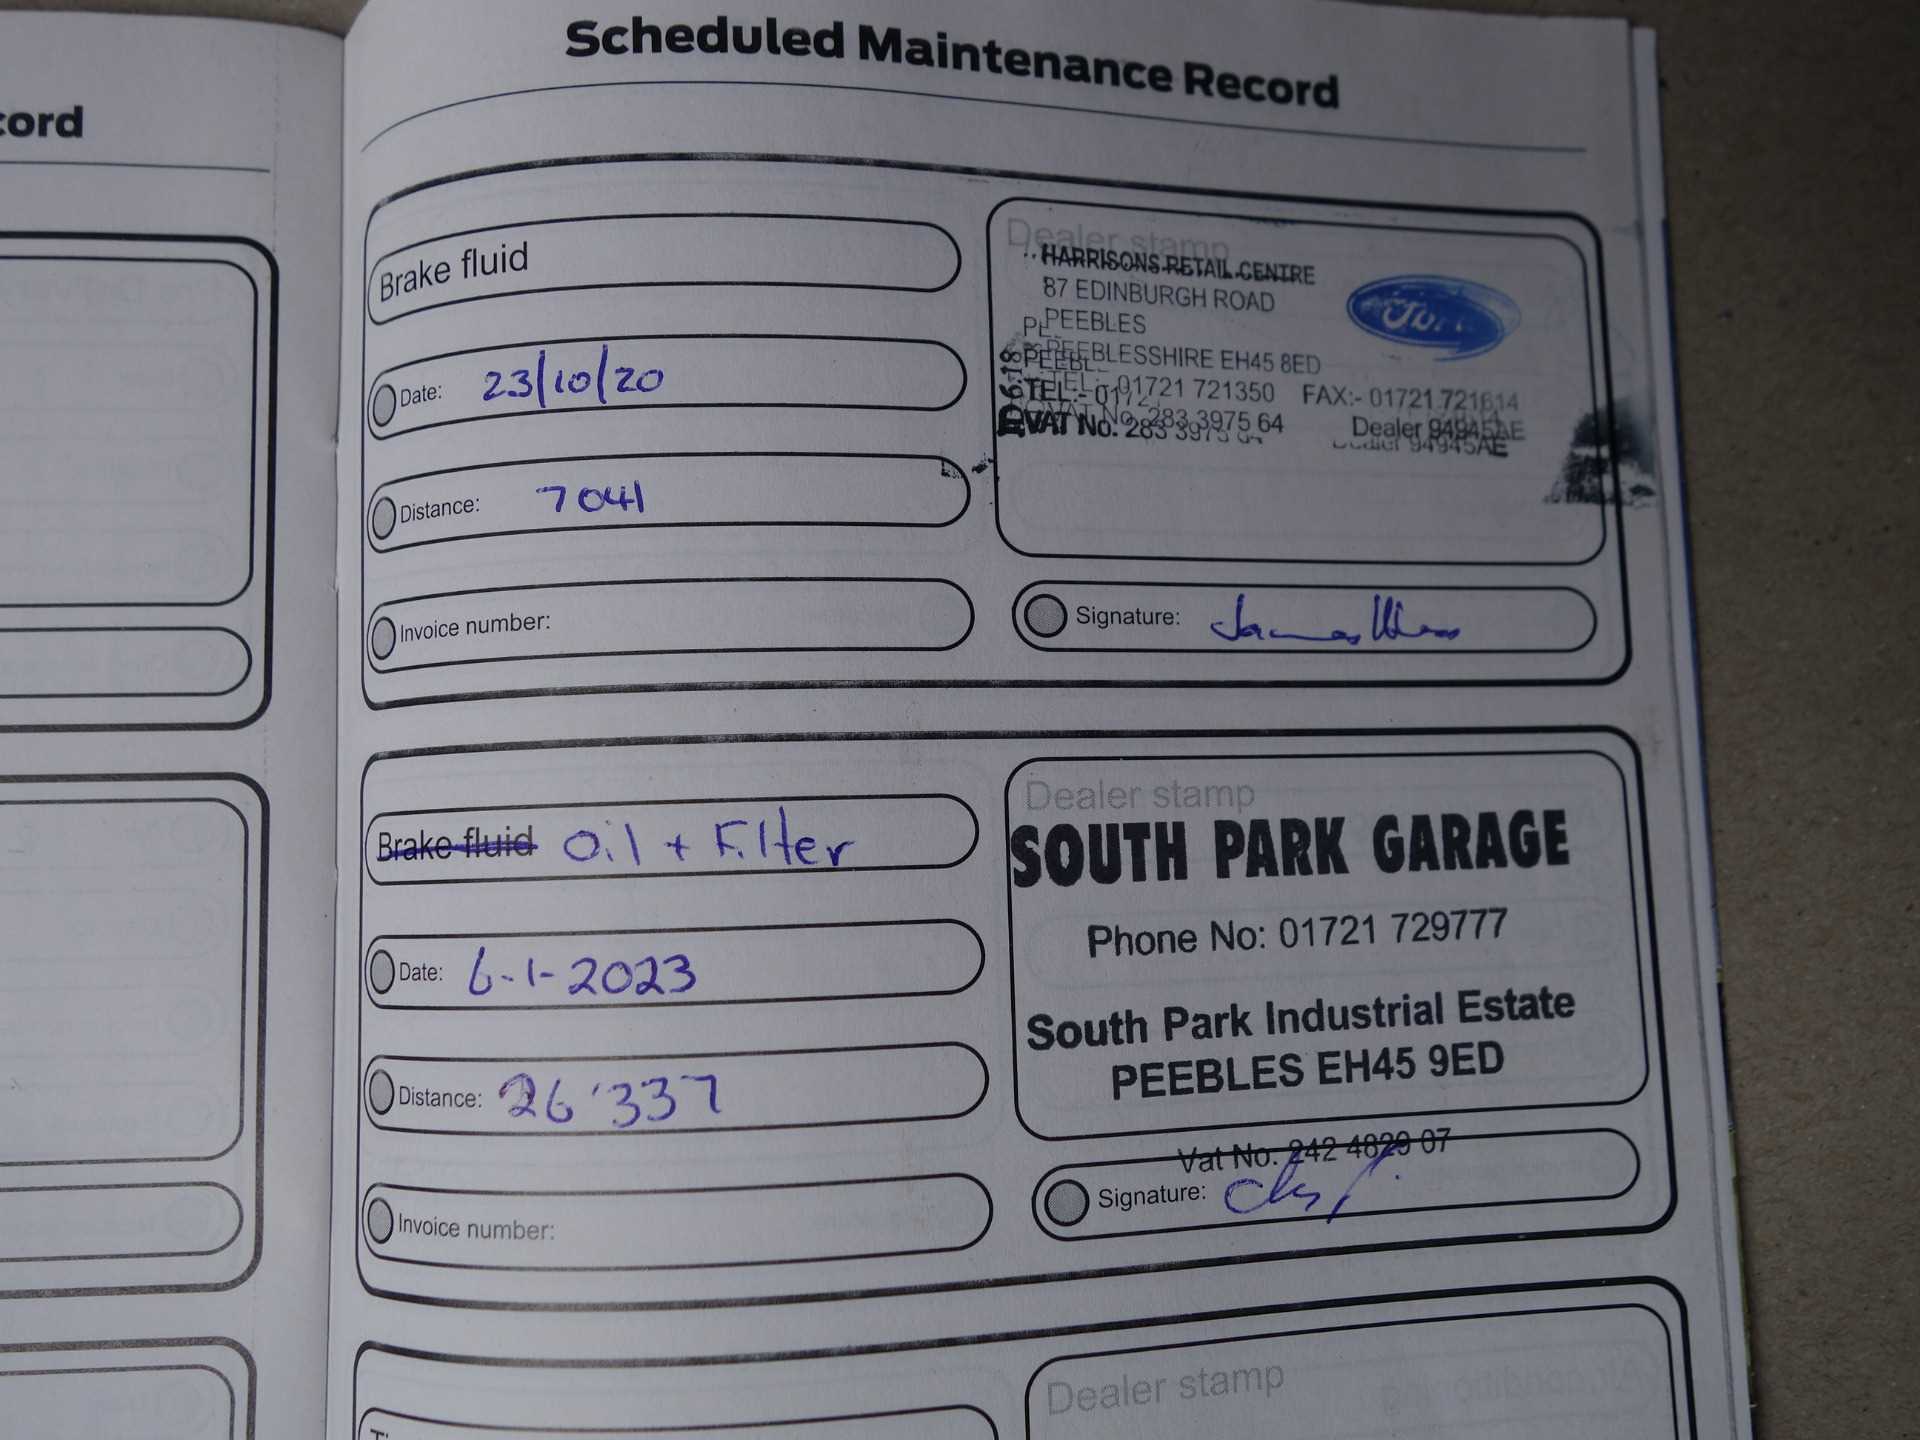 cord
Scheduled Maintenance Record
Brake fluid
Date: 23/10/20
Distance: 7041
Invoice number:
Dealer stamp
HARRISONS RETAIL CENTRE
87 EDINBURGH ROAD
PEEBLES
PEEBLESSHIRE EH45 8ED
TEL:- 01721 721350 FAX:- 01721 721614
VAT No. 283 3975 64 Dealer 94945AE
Ford
Signature:
Brake fluid Oil + Filter
Date: 6-1-2023
Distance: 26'337
Invoice number:
Dealer stamp
SOUTH PARK GARAGE
Phone No: 01721 729777
South Park Industrial Estate
PEEBLES EH45 9ED
Vat No. 242 4829 07
Signature:
Dealer stamp